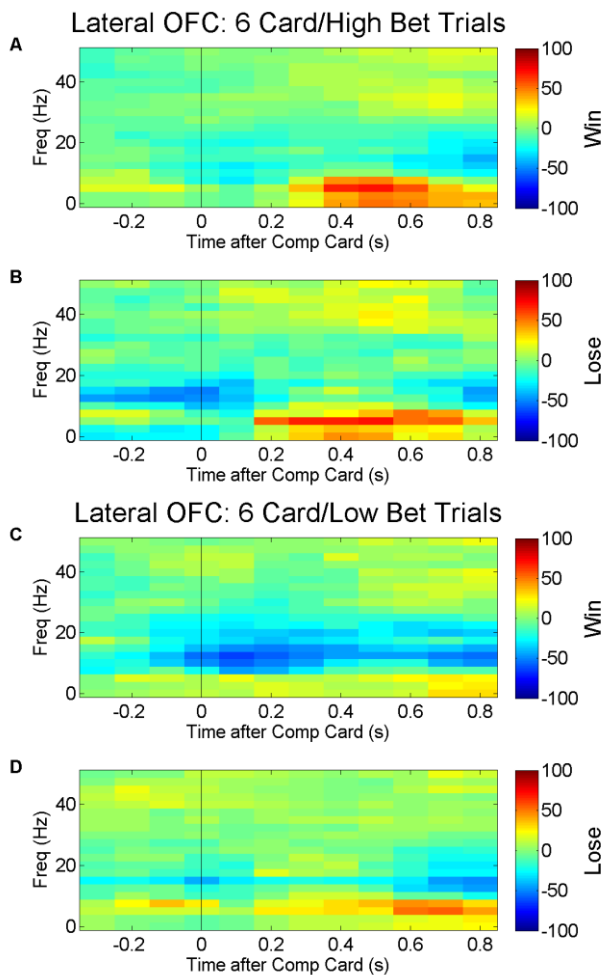 Lateral OFC: 6 Card/High Bet Trials
A
Freq (Hz)
40
20
0
-0.2 0 0.2 0.4 0.6 0.8
Time after Comp Card (s)
100
50
0
-50
-100
Win
B
Freq (Hz)
40
20
0
-0.2 0 0.2 0.4 0.6 0.8
Time after Comp Card (s)
100
50
0
-50
-100
Lose
Lateral OFC: 6 Card/Low Bet Trials
C
Freq (Hz)
40
20
0
-0.2 0 0.2 0.4 0.6 0.8
Time after Comp Card (s)
100
50
0
-50
-100
Win
D
Freq (Hz)
40
20
0
-0.2 0 0.2 0.4 0.6 0.8
Time after Comp Card (s)
100
50
0
-50
-100
Lose